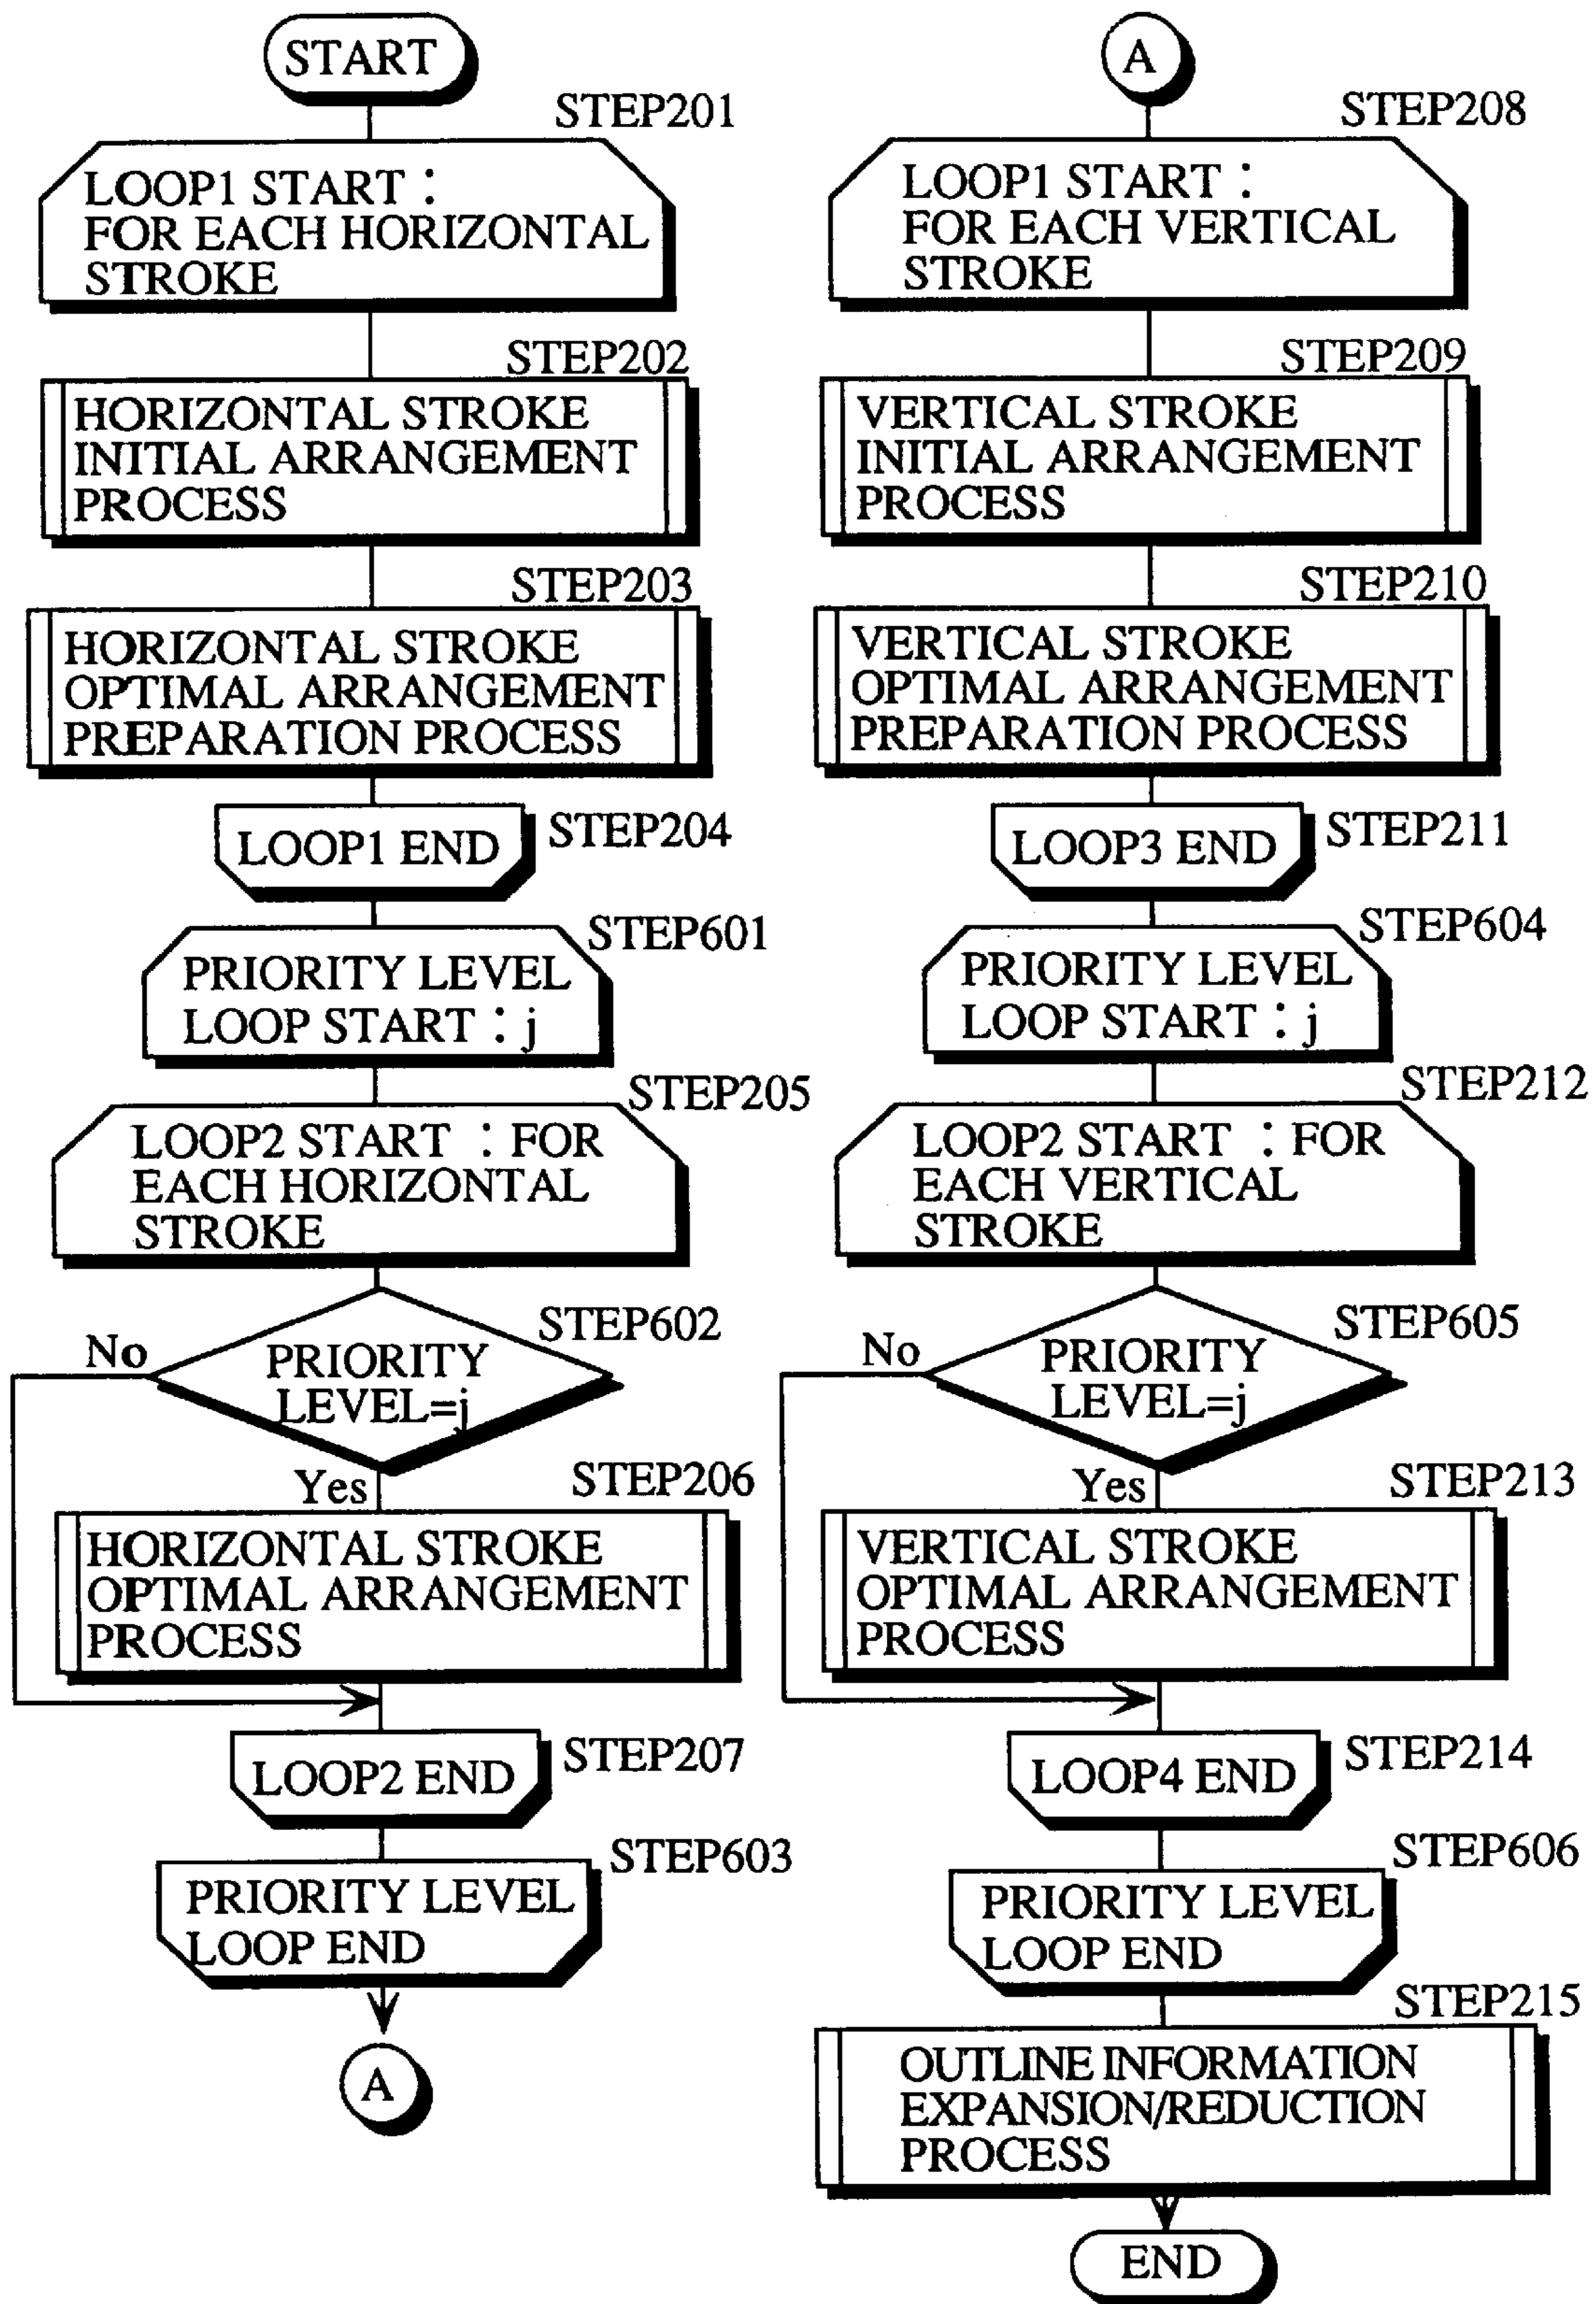 START
STEP201
LOOP1 START :
FOR EACH HORIZONTAL
STROKE
STEP202
HORIZONTAL STROKE
INITIAL ARRANGEMENT
PROCESS
STEP203
HORIZONTAL STROKE
OPTIMAL ARRANGEMENT
PREPARATION PROCESS
LOOP1 END
STEP204
STEP601
PRIORITY LEVEL
LOOP START : j
STEP205
LOOP2 START : FOR
EACH HORIZONTAL
STROKE
STEP602
No
PRIORITY
LEVEL=j
Yes
STEP206
HORIZONTAL STROKE
OPTIMAL ARRANGEMENT
PROCESS
LOOP2 END
STEP207
STEP603
PRIORITY LEVEL
LOOP END
A
A
STEP208
LOOP1 START :
FOR EACH VERTICAL
STROKE
STEP209
VERTICAL STROKE
INITIAL ARRANGEMENT
PROCESS
STEP210
VERTICAL STROKE
OPTIMAL ARRANGEMENT
PREPARATION PROCESS
LOOP3 END
STEP211
STEP604
PRIORITY LEVEL
LOOP START : j
STEP212
LOOP2 START : FOR
EACH VERTICAL
STROKE
STEP605
No
PRIORITY
LEVEL=j
Yes
STEP213
VERTICAL STROKE
OPTIMAL ARRANGEMENT
PROCESS
LOOP4 END
STEP214
STEP606
PRIORITY LEVEL
LOOP END
STEP215
OUTLINE INFORMATION
EXPANSION/REDUCTION
PROCESS
END